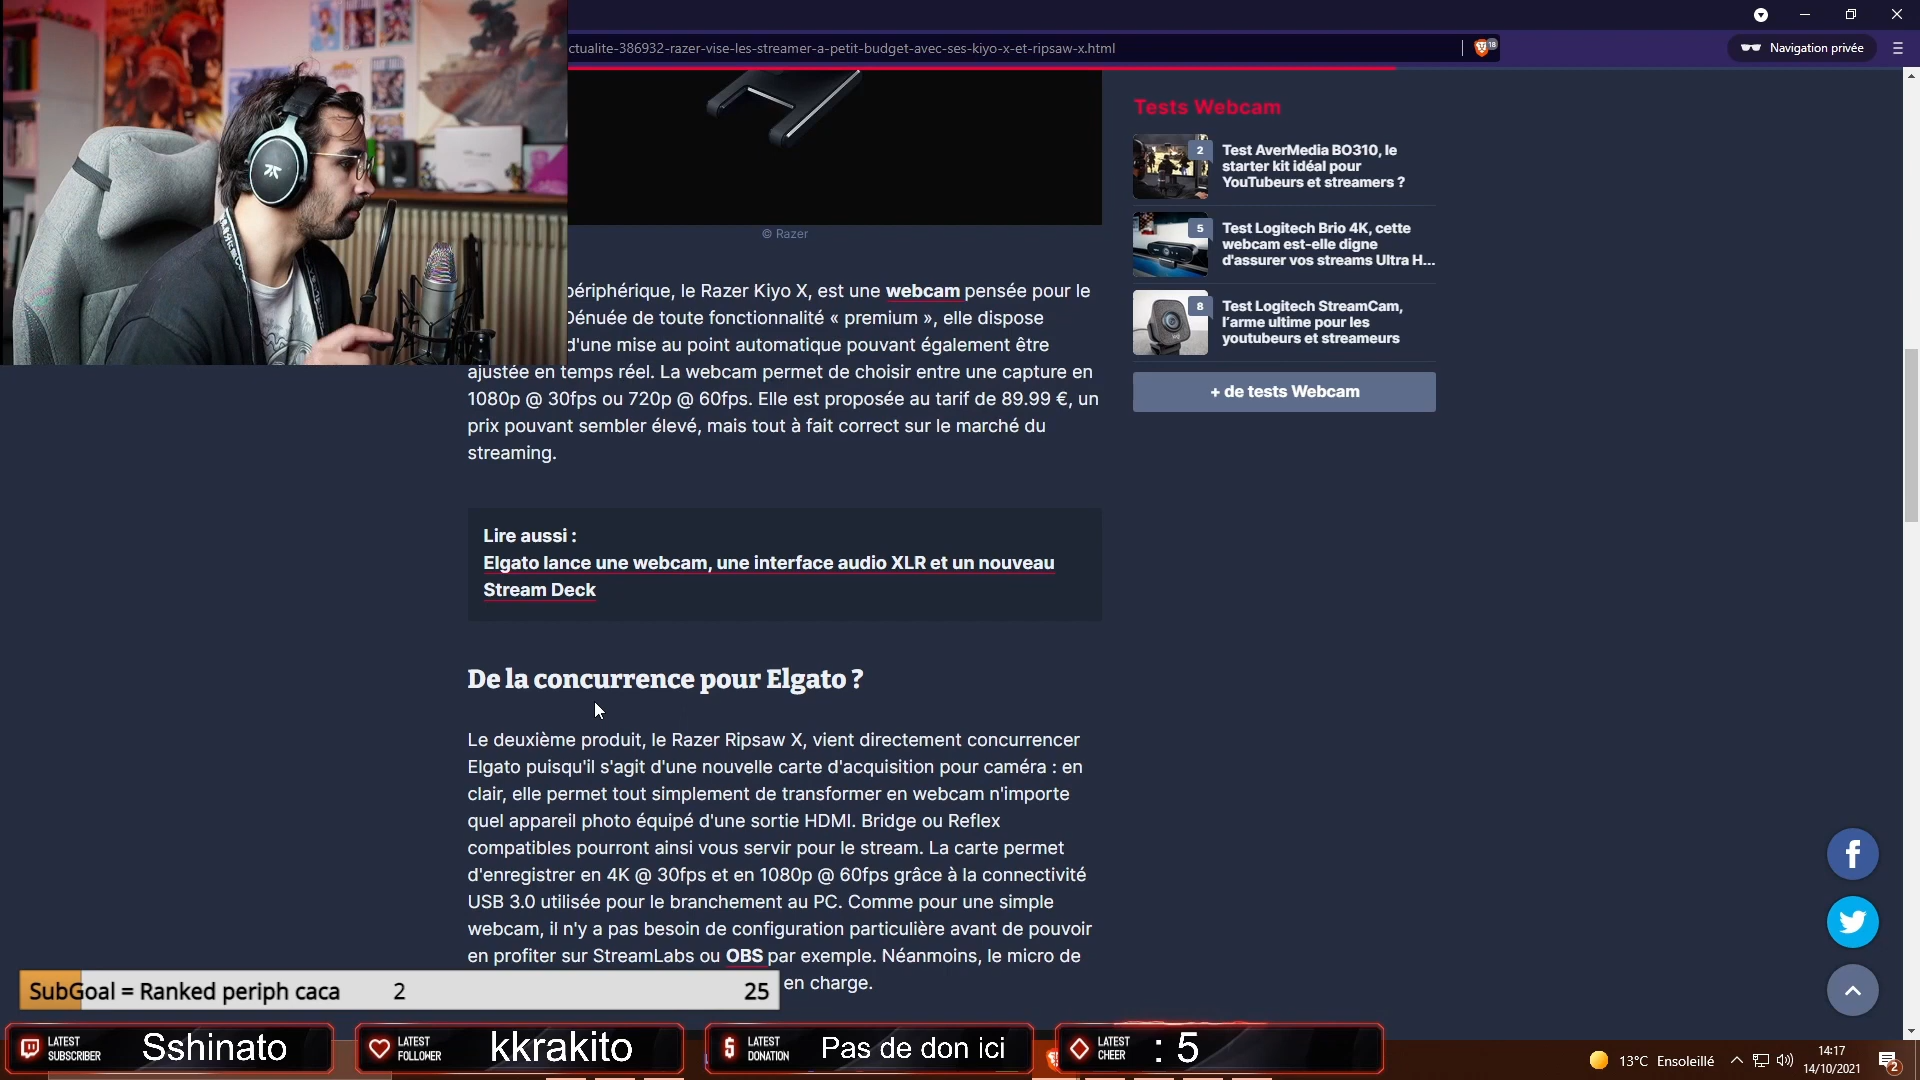 ctualite-386932-razer-vise-les-streamer-a-petit-budget-avec-ses-kiyo-x-et-ripsaw-x.html
18
Navigation privée
© Razer
périphérique, le Razer Kiyo X, est une webcam pensée pour le
Dénuée de toute fonctionnalité « premium », elle dispose
d'une mise au point automatique pouvant également être
ajustée en temps réel. La webcam permet de choisir entre une capture en
1080p @ 30fps ou 720p @ 60fps. Elle est proposée au tarif de 89.99 €, un
prix pouvant sembler élevé, mais tout à fait correct sur le marché du
streaming.
Lire aussi :
Elgato lance une webcam, une interface audio XLR et un nouveau
Stream Deck
De la concurrence pour Elgato ?
Le deuxième produit, le Razer Ripsaw X, vient directement concurrencer
Elgato puisqu'il s'agit d'une nouvelle carte d'acquisition pour caméra : en
clair, elle permet tout simplement de transformer en webcam n'importe
quel appareil photo équipé d'une sortie HDMI. Bridge ou Reflex
compatibles pourront ainsi vous servir pour le stream. La carte permet
d'enregistrer en 4K @ 30fps et en 1080p @ 60fps grâce à la connectivité
USB 3.0 utilisée pour le branchement au PC. Comme pour une simple
webcam, il n'y a pas besoin de configuration particulière avant de pouvoir
en profiter sur StreamLabs ou OBS par exemple. Néanmoins, le micro de
en charge.
Tests Webcam
2
Test AverMedia BO310, le
starter kit idéal pour
YouTubeurs et streamers ?
5
Test Logitech Brio 4K, cette
webcam est-elle digne
d'assurer vos streams Ultra H...
8
Test Logitech StreamCam,
l'arme ultime pour les
youtubeurs et streameurs
+ de tests Webcam
SubGoal = Ranked periph caca 2 25
LATEST
SUBSCRIBER
Sshinato
LATEST
FOLLOWER
kkrakito
LATEST
DONATION
Pas de don ici
LATEST
CHEER
: 5
13°C Ensoleillé
14:17
14/10/2021
2